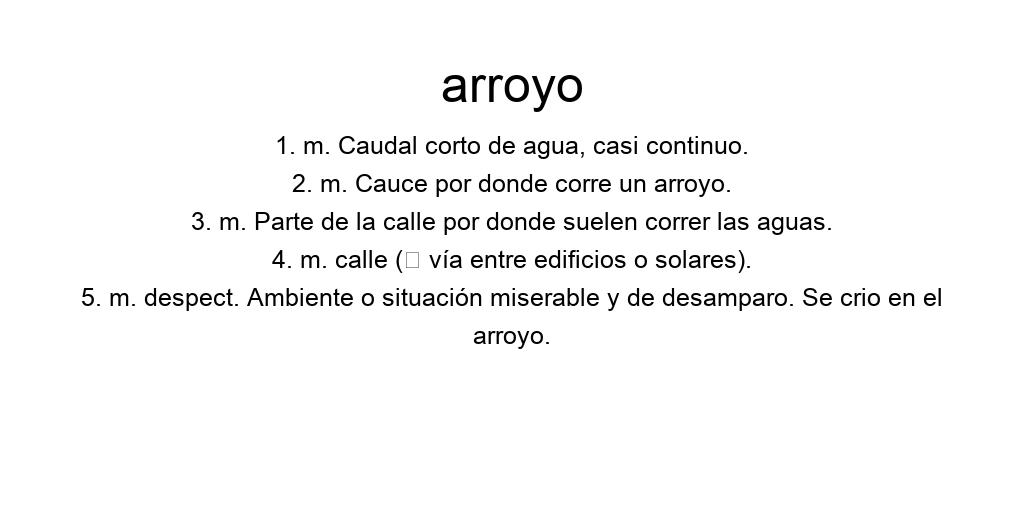 arroyo
1. m. Caudal corto de agua, casi continuo.
2. m. Cauce por donde corre un arroyo.
3. m. Parte de la calle por donde suelen correr las aguas.
4. m. calle (▯ vía entre edificios o solares).
5. m. despect. Ambiente o situación miserable y de desamparo. Se crio en el
arroyo.